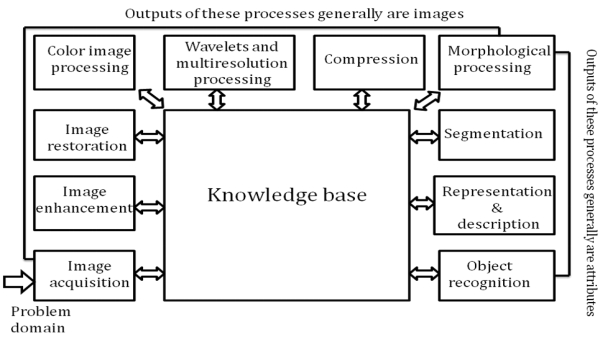 Outputs of these processes generally are images
Color image
processing
Wavelets and
multiresolution
processing
Compression
Morphological
processing
Image
restoration
Segmentation
Image
enhancement
Knowledge base
Representation
&
description
Image
acquisition
Object
recognition
Problem
domain
Outputs of these processes generally are attributes